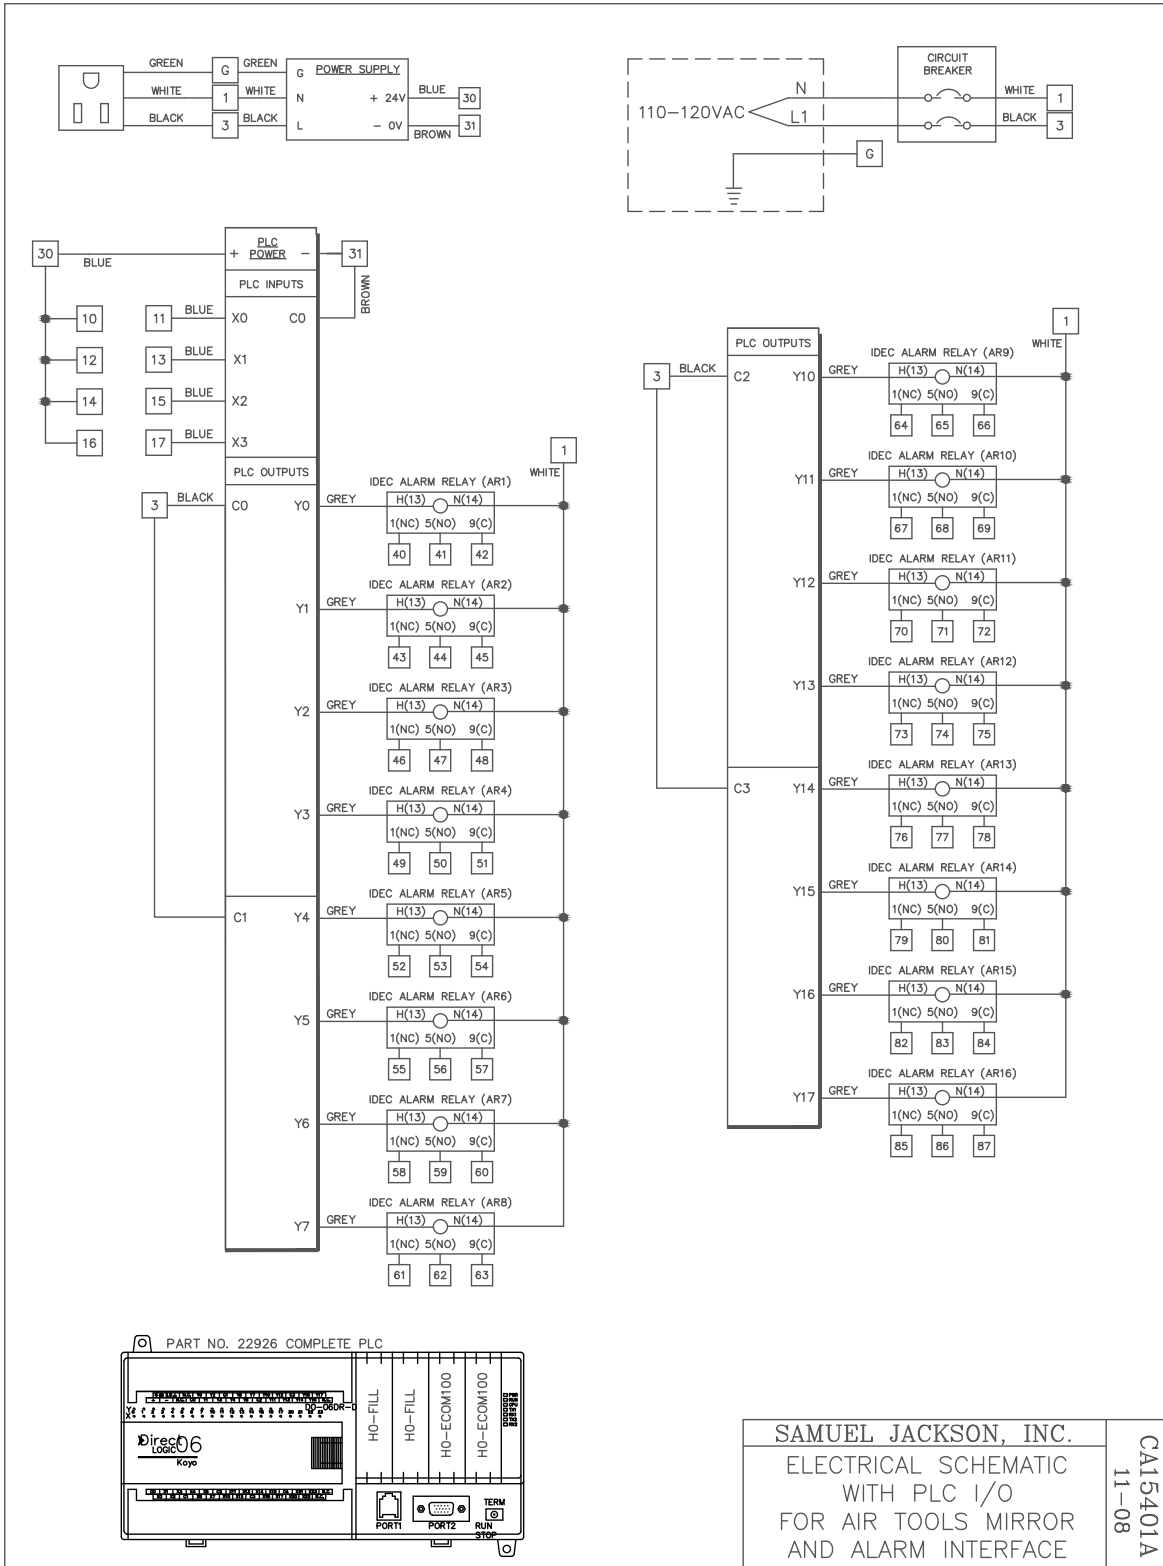 GREEN G GREEN G POWER SUPPLY
WHITE 1 WHITE N + 24V BLUE 30
BLACK 3 BLACK L - 0V BROWN 31
CIRCUIT
BREAKER
110-120VAC
N WHITE 1
L1 BLACK 3
G
30 BLUE + PLC POWER - 31
BROWN
PLC INPUTS
10 11 BLUE X0 C0
12 13 BLUE X1
14 15 BLUE X2
16 17 BLUE X3
PLC OUTPUTS
1
WHITE
IDEC ALARM RELAY (AR1)
3 BLACK C0 Y0 GREY H(13) N(14)
1(NC) 5(NO) 9(C)
40 41 42
IDEC ALARM RELAY (AR2)
Y1 GREY H(13) N(14)
1(NC) 5(NO) 9(C)
43 44 45
IDEC ALARM RELAY (AR3)
Y2 GREY H(13) N(14)
1(NC) 5(NO) 9(C)
46 47 48
IDEC ALARM RELAY (AR4)
Y3 GREY H(13) N(14)
1(NC) 5(NO) 9(C)
49 50 51
IDEC ALARM RELAY (AR5)
C1 Y4 GREY H(13) N(14)
1(NC) 5(NO) 9(C)
52 53 54
IDEC ALARM RELAY (AR6)
Y5 GREY H(13) N(14)
1(NC) 5(NO) 9(C)
55 56 57
IDEC ALARM RELAY (AR7)
Y6 GREY H(13) N(14)
1(NC) 5(NO) 9(C)
58 59 60
IDEC ALARM RELAY (AR8)
Y7 GREY H(13) N(14)
1(NC) 5(NO) 9(C)
61 62 63
1
WHITE
PLC OUTPUTS
IDEC ALARM RELAY (AR9)
3 BLACK C2 Y10 GREY H(13) N(14)
1(NC) 5(NO) 9(C)
64 65 66
IDEC ALARM RELAY (AR10)
Y11 GREY H(13) N(14)
1(NC) 5(NO) 9(C)
67 68 69
IDEC ALARM RELAY (AR11)
Y12 GREY H(13) N(14)
1(NC) 5(NO) 9(C)
70 71 72
IDEC ALARM RELAY (AR12)
Y13 GREY H(13) N(14)
1(NC) 5(NO) 9(C)
73 74 75
IDEC ALARM RELAY (AR13)
C3 Y14 GREY H(13) N(14)
1(NC) 5(NO) 9(C)
76 77 78
IDEC ALARM RELAY (AR14)
Y15 GREY H(13) N(14)
1(NC) 5(NO) 9(C)
79 80 81
IDEC ALARM RELAY (AR15)
Y16 GREY H(13) N(14)
1(NC) 5(NO) 9(C)
82 83 84
IDEC ALARM RELAY (AR16)
Y17 GREY H(13) N(14)
1(NC) 5(NO) 9(C)
85 86 87
PART NO. 22926 COMPLETE PLC
D0-06DR-D
Direct
LOGIC 06
Koyo
H0-FILL
H0-FILL
H0-ECOM100
H0-ECOM100
PORT1
PORT2
TERM
RUN
STOP
SAMUEL JACKSON, INC.
ELECTRICAL SCHEMATIC
WITH PLC I/O
FOR AIR TOOLS MIRROR
AND ALARM INTERFACE
CA15401A
11-08